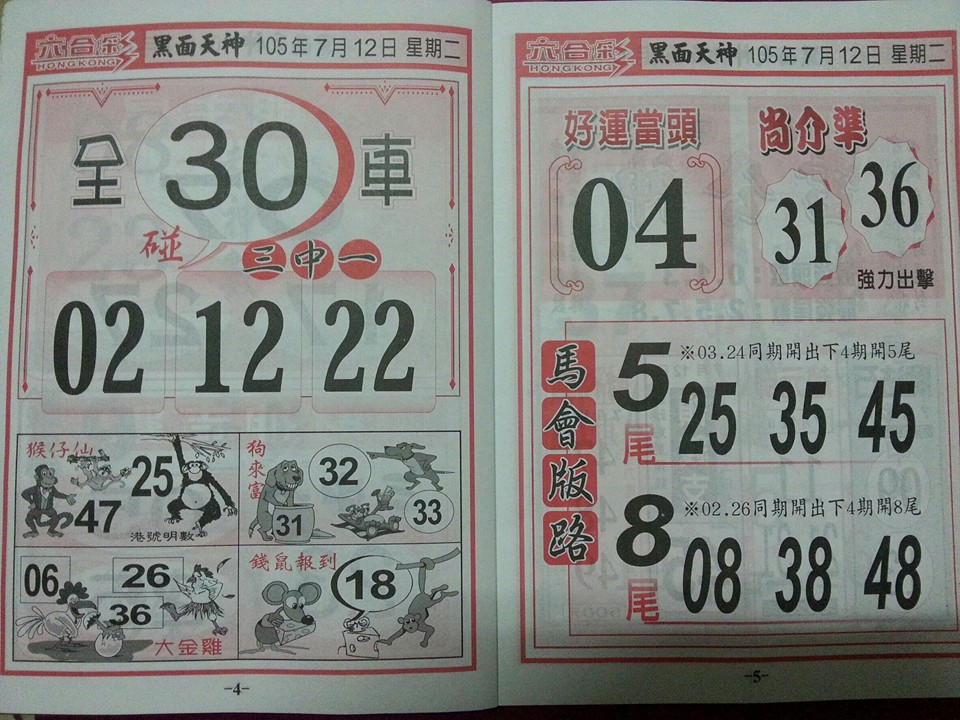 六合彩 黑面天神 105年7月12日 星期二
HONGKONG
全 30 車
碰 三中一
02 12 22
猴仔仙
25
47
港號明數
狗來富
32
31
33
06
26
36
大金雞
錢鼠報到
18
-4-
六合彩 黑面天神 105年7月12日 星期二
HONGKONG
好運當頭
04
尚介準
31 36
強力出擊
馬會版路
5尾
※03.24同期開出下4期開5尾
25 35 45
8尾
※02.26同期開出下4期開8尾
08 38 48
-5-